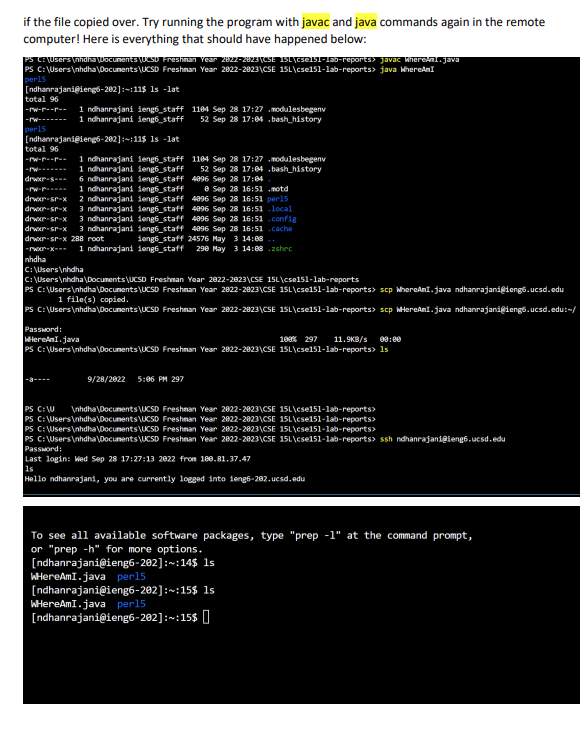 if the file copied over. Try running the program with javac and java commands again in the remote
computer! Here is everything that should have happened below:
PS C:\Users\nhdha\Documents\UCSD Freshman Year 2022-2023\CSE 15L\cse15l-lab-reports> javac WhereAmI.java
PS C:\Users\nhdha\Documents\UCSD Freshman Year 2022-2023\CSE 15L\cse15l-lab-reports> java WhereAmI
perl5
[ndhanrajani@ieng6-202]:~:11$ ls -lat
total 96
-rw-r--r-- 1 ndhanrajani ieng6_staff 1104 Sep 28 17:27 .modulesbegenv
-rw------- 1 ndhanrajani ieng6_staff 52 Sep 28 17:04 .bash_history
perl5
[ndhanrajani@ieng6-202]:~:11$ ls -lat
total 96
-rw-r--r-- 1 ndhanrajani ieng6_staff 1104 Sep 28 17:27 .modulesbegenv
-rw------- 1 ndhanrajani ieng6_staff 52 Sep 28 17:04 .bash_history
drwxr-s--- 6 ndhanrajani ieng6_staff 4096 Sep 28 17:04 .
-rw-r----- 1 ndhanrajani ieng6_staff 0 Sep 28 16:51 .motd
drwxr-sr-x 2 ndhanrajani ieng6_staff 4096 Sep 28 16:51 perl5
drwxr-sr-x 3 ndhanrajani ieng6_staff 4096 Sep 28 16:51 .local
drwxr-sr-x 3 ndhanrajani ieng6_staff 4096 Sep 28 16:51 .config
drwxr-sr-x 3 ndhanrajani ieng6_staff 4096 Sep 28 16:51 .cache
drwxr-sr-x 288 root ieng6_staff 24576 May 3 14:08 ..
-rwxr-x--- 1 ndhanrajani ieng6_staff 290 May 3 14:08 .zshrc
nhdha
C:\Users\nhdha
C:\Users\nhdha\Documents\UCSD Freshman Year 2022-2023\CSE 15L\cse15l-lab-reports
PS C:\Users\nhdha\Documents\UCSD Freshman Year 2022-2023\CSE 15L\cse15l-lab-reports> scp WhereAmI.java ndhanrajani@ieng6.ucsd.edu
1 file(s) copied.
PS C:\Users\nhdha\Documents\UCSD Freshman Year 2022-2023\CSE 15L\cse15l-lab-reports> scp WHereAmI.java ndhanrajani@ieng6.ucsd.edu:~/
Password:
WHereAmI.java 100% 297 11.9KB/s 00:00
PS C:\Users\nhdha\Documents\UCSD Freshman Year 2022-2023\CSE 15L\cse15l-lab-reports> ls
-a---- 9/28/2022 5:06 PM 297
PS C:\U \nhdha\Documents\UCSD Freshman Year 2022-2023\CSE 15L\cse15l-lab-reports>
PS C:\Users\nhdha\Documents\UCSD Freshman Year 2022-2023\CSE 15L\cse15l-lab-reports>
PS C:\Users\nhdha\Documents\UCSD Freshman Year 2022-2023\CSE 15L\cse15l-lab-reports>
PS C:\Users\nhdha\Documents\UCSD Freshman Year 2022-2023\CSE 15L\cse15l-lab-reports> ssh ndhanrajani@ieng6.ucsd.edu
Password:
Last login: Wed Sep 28 17:27:13 2022 from 100.81.37.47
ls
Hello ndhanrajani, you are currently logged into ieng6-202.ucsd.edu
To see all available software packages, type "prep -l" at the command prompt,
or "prep -h" for more options.
[ndhanrajani@ieng6-202]:~:14$ ls
WHereAmI.java perl5
[ndhanrajani@ieng6-202]:~:15$ ls
WHereAmI.java perl5
[ndhanrajani@ieng6-202]:~:15$